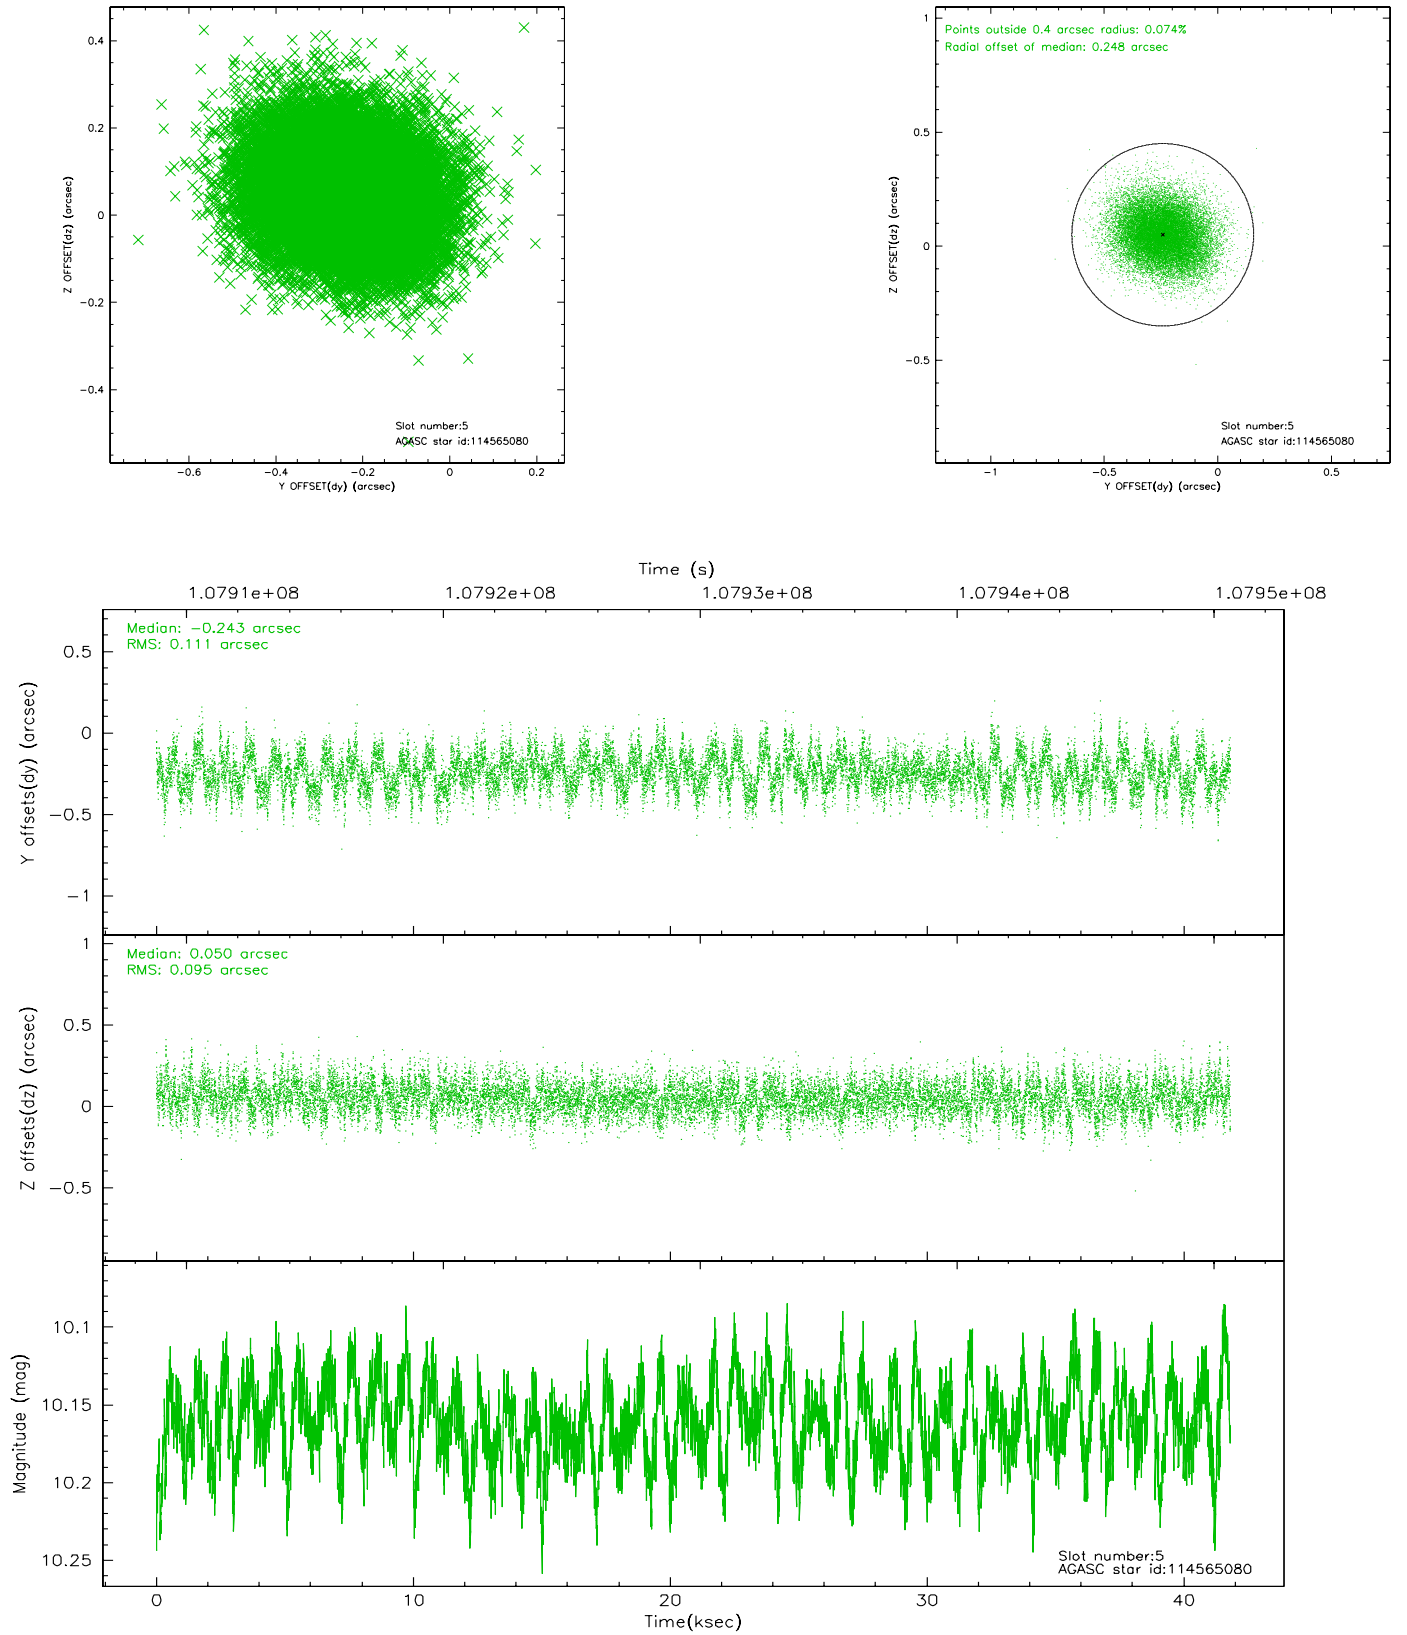 0.4
0.2
0
−0.2
−0.4
Z OFFSET(dz) (arcsec)
−0.6
−0.4
−0.2
0
0.2
Y OFFSET(dy) (arcsec)
Slot number:5
AGASC star id:114565080
Points outside 0.4 arcsec radius: 0.074%
Radial offset of median: 0.248 arcsec
1
0.5
0
−0.5
Z OFFSET(dz) (arcsec)
−1
−0.5
0
0.5
Y OFFSET(dy) (arcsec)
Slot number:5
AGASC star id:114565080
Time (s)
1.0791e+08
1.0792e+08
1.0793e+08
1.0794e+08
1.0795e+08
Median: −0.243 arcsec
RMS: 0.111 arcsec
0.5
0
−0.5
−1
Y offsets(dy) (arcsec)
Median: 0.050 arcsec
RMS: 0.095 arcsec
1
0.5
0
−0.5
Z offsets(dz) (arcsec)
10.1
10.15
10.2
10.25
Magnitude (mag)
Slot number:5
AGASC star id:114565080
0
10
20
30
40
Time(ksec)